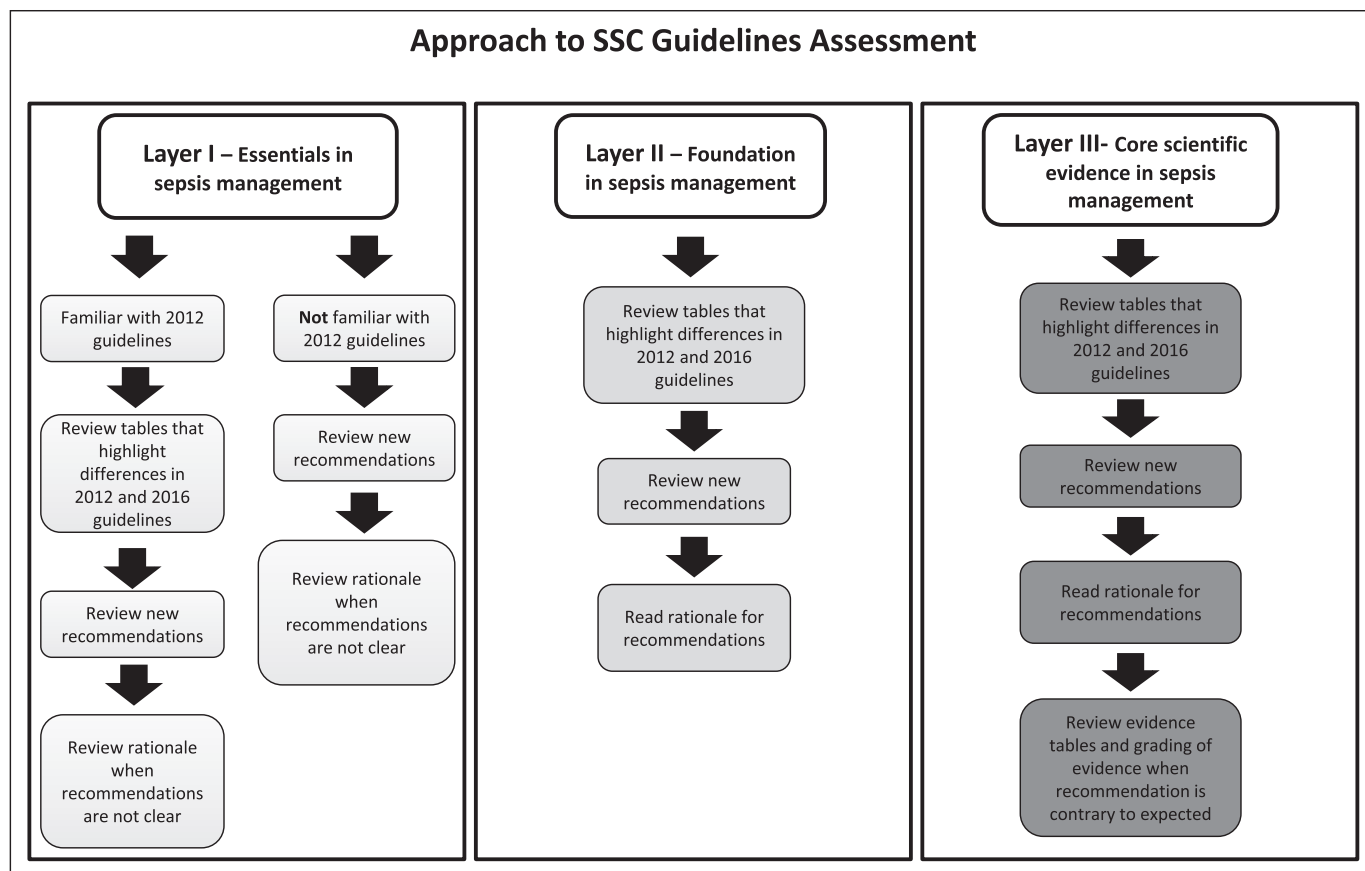 Approach to SSC Guidelines Assessment
Layer I – Essentials in
sepsis management
Familiar with 2012
guidelines
Review tables that
highlight
differences in
2012 and 2016
guidelines
Review new
recommendations
Review rationale
when
recommendations
are not clear
Not familiar with
2012 guidelines
Review new
recommendations
Review rationale
when
recommendations
are not clear
Layer II – Foundation
in sepsis management
Review tables that
highlight differences in
2012 and 2016
guidelines
Review new
recommendations
Read rationale for
recommendations
Layer III- Core scientific
evidence in sepsis
management
Review tables that
highlight differences in
2012 and 2016
guidelines
Review new
recommendations
Read rationale for
recommendations
Review evidence
tables and grading of
evidence when
recommendation is
contrary to expected